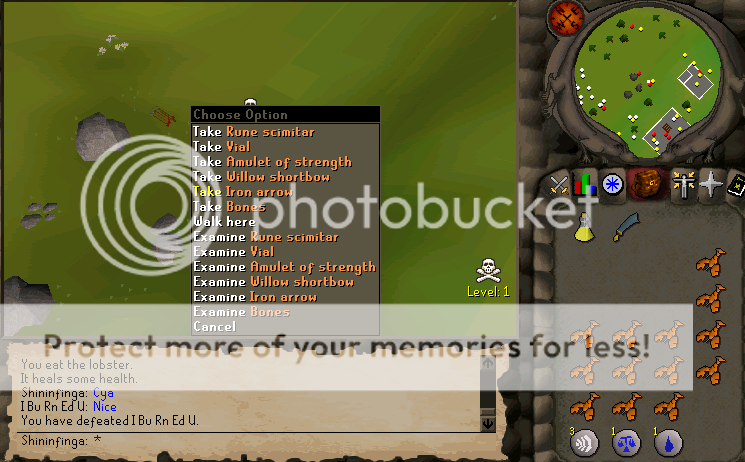 Choose Option
Take Rune scimitar
Take Vial
Take Amulet of strength
Take Willow shortbow
Take Iron arrow
Take Bones
Walk here
Examine Rune scimitar
Examine Vial
Examine Amulet of strength
Examine Willow shortbow
Examine Iron arrow
Examine Bones
Cancel
photobucket
Level: 1
Protect more of your memories for less!
You eat the lobster.
It heals some health.
Shininfinga: Cya
I Bu Rn Ed U: Nice
You have defeated I Bu Rn Ed U.
Shininfinga: *
3 1 1